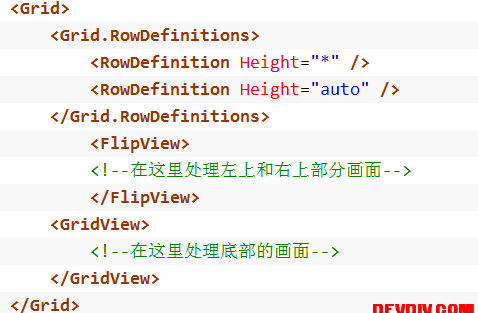 <Grid>
<Grid.RowDefinitions>
<RowDefinition Height="*" />
<RowDefinition Height="auto" />
</Grid.RowDefinitions>
<FlipView>
<!--在这里处理左上和右上部分画面-->
</FlipView>
<GridView>
<!--在这里处理底部的画面-->
</GridView>
</Grid>
DEVDIV.COM